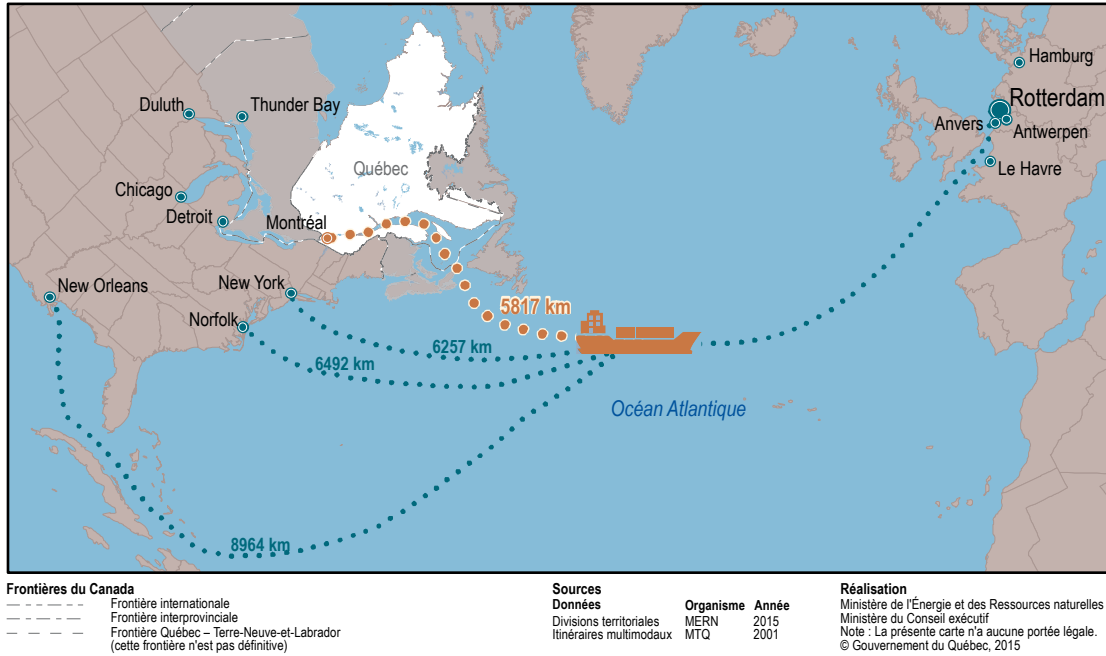 Hamburg
Duluth
Thunder Bay
Rotterdam
Anvers
Antwerpen
Québec
Le Havre
Chicago
Detroit
Montréal
New Orleans
New York
5817 km
Norfolk
6257 km
6492 km
Océan Atlantique
8964 km
Frontières du Canada
Frontière internationale
Frontière interprovinciale
Frontière Québec – Terre-Neuve-et-Labrador
(cette frontière n'est pas définitive)
Sources
Données Organisme Année
Divisions territoriales MERN 2015
Itinéraires multimodaux MTQ 2001
Réalisation
Ministère de l'Énergie et des Ressources naturelles
Ministère du Conseil exécutif
Note : La présente carte n'a aucune portée légale.
© Gouvernement du Québec, 2015